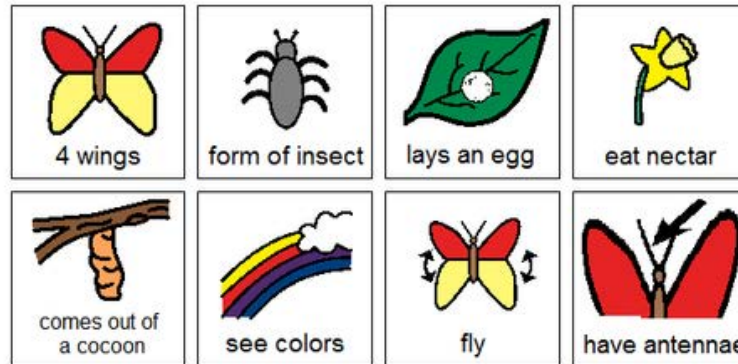 4 wings
form of insect
lays an egg
eat nectar
comes out of
a cocoon
see colors
fly
have antennae